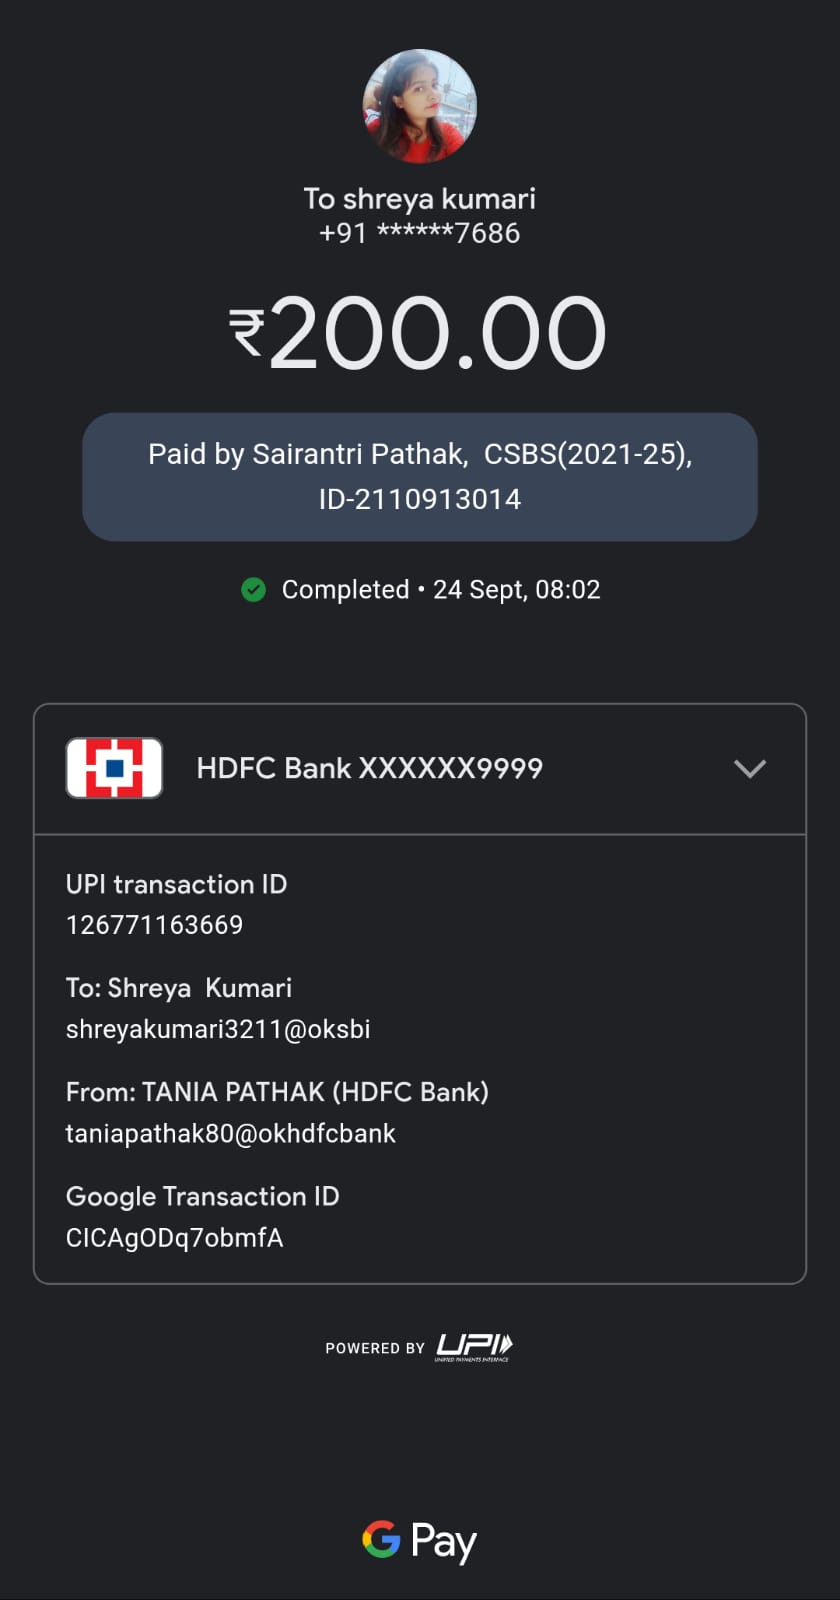 To shreya kumari
+91 ******7686
₹200.00
Paid by Sairantri Pathak,  CSBS(2021-25),
ID-2110913014
Completed • 24 Sept, 08:02
HDFC Bank XXXXXX9999
UPI transaction ID
126771163669
To: Shreya  Kumari
shreyakumari3211@oksbi
From: TANIA PATHAK (HDFC Bank)
taniapathak80@okhdfcbank
Google Transaction ID
CICAgODq7obmfA
POWERED BY UPI
UNIFIED PAYMENTS INTERFACE
G Pay